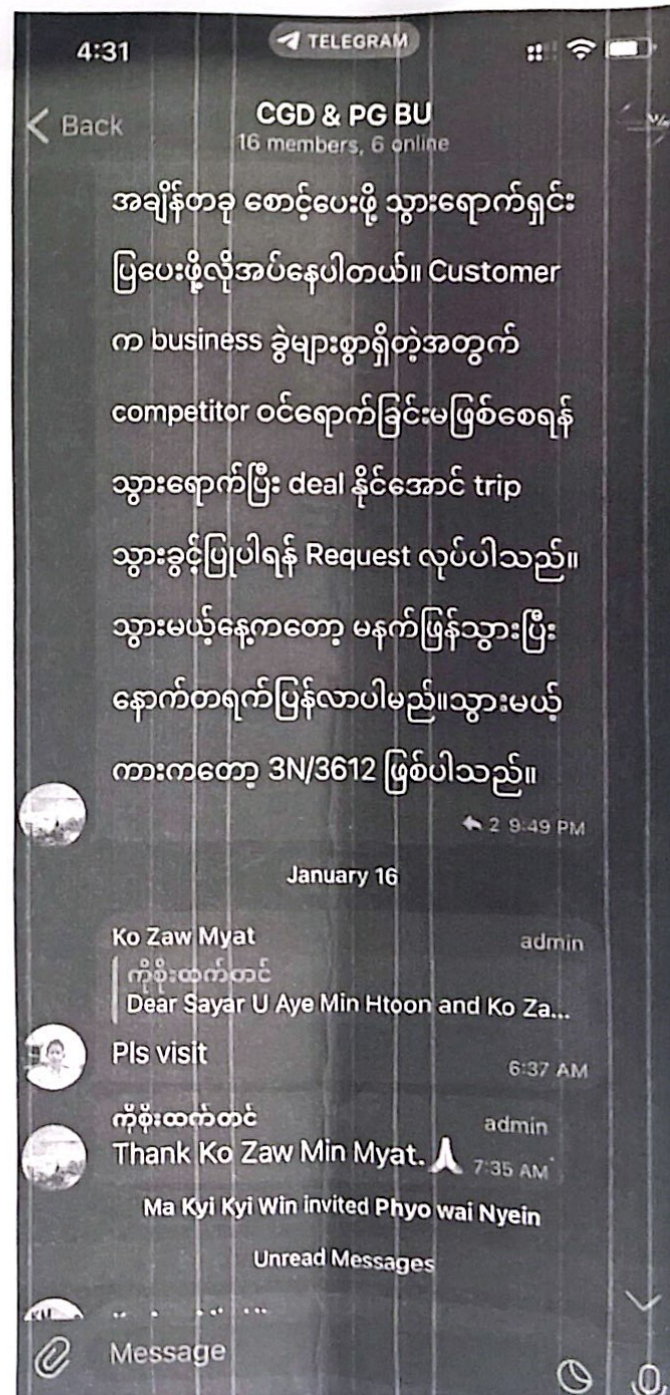 4:31
TELEGRAM
Back
CGD & PG BU
16 members, 6 online
အချိန်တခု စောင့်ပေးဖို့ သွားရောက်ရှင်း
ပြပေးဖို့လိုအပ်နေပါတယ်။ Customer
က business ခွဲများစွာရှိတဲ့အတွက်
competitor ဝင်ရောက်ခြင်းမဖြစ်စေရန်
သွားရောက်ပြီး deal နိုင်အောင် trip
သွားခွင့်ပြုပါရန် Request လုပ်ပါသည်။
သွားမယ့်နေ့ကတော့ မနက်ဖြန်သွားပြီး
နောက်တရက်ပြန်လာပါမည်။သွားမယ့်
ကားကတော့ 3N/3612 ဖြစ်ပါသည်။
2 9:49 PM
January 16
Ko Zaw Myat admin
ကိုစိုးထက်တင်
Dear Sayar U Aye Min Htoon and Ko Za...
Pls visit
6:37 AM
ကိုစိုးထက်တင် admin
Thank Ko Zaw Min Myat. 🙏 7:35 AM
Ma Kyi Kyi Win invited Phyo wai Nyein
Unread Messages
Message